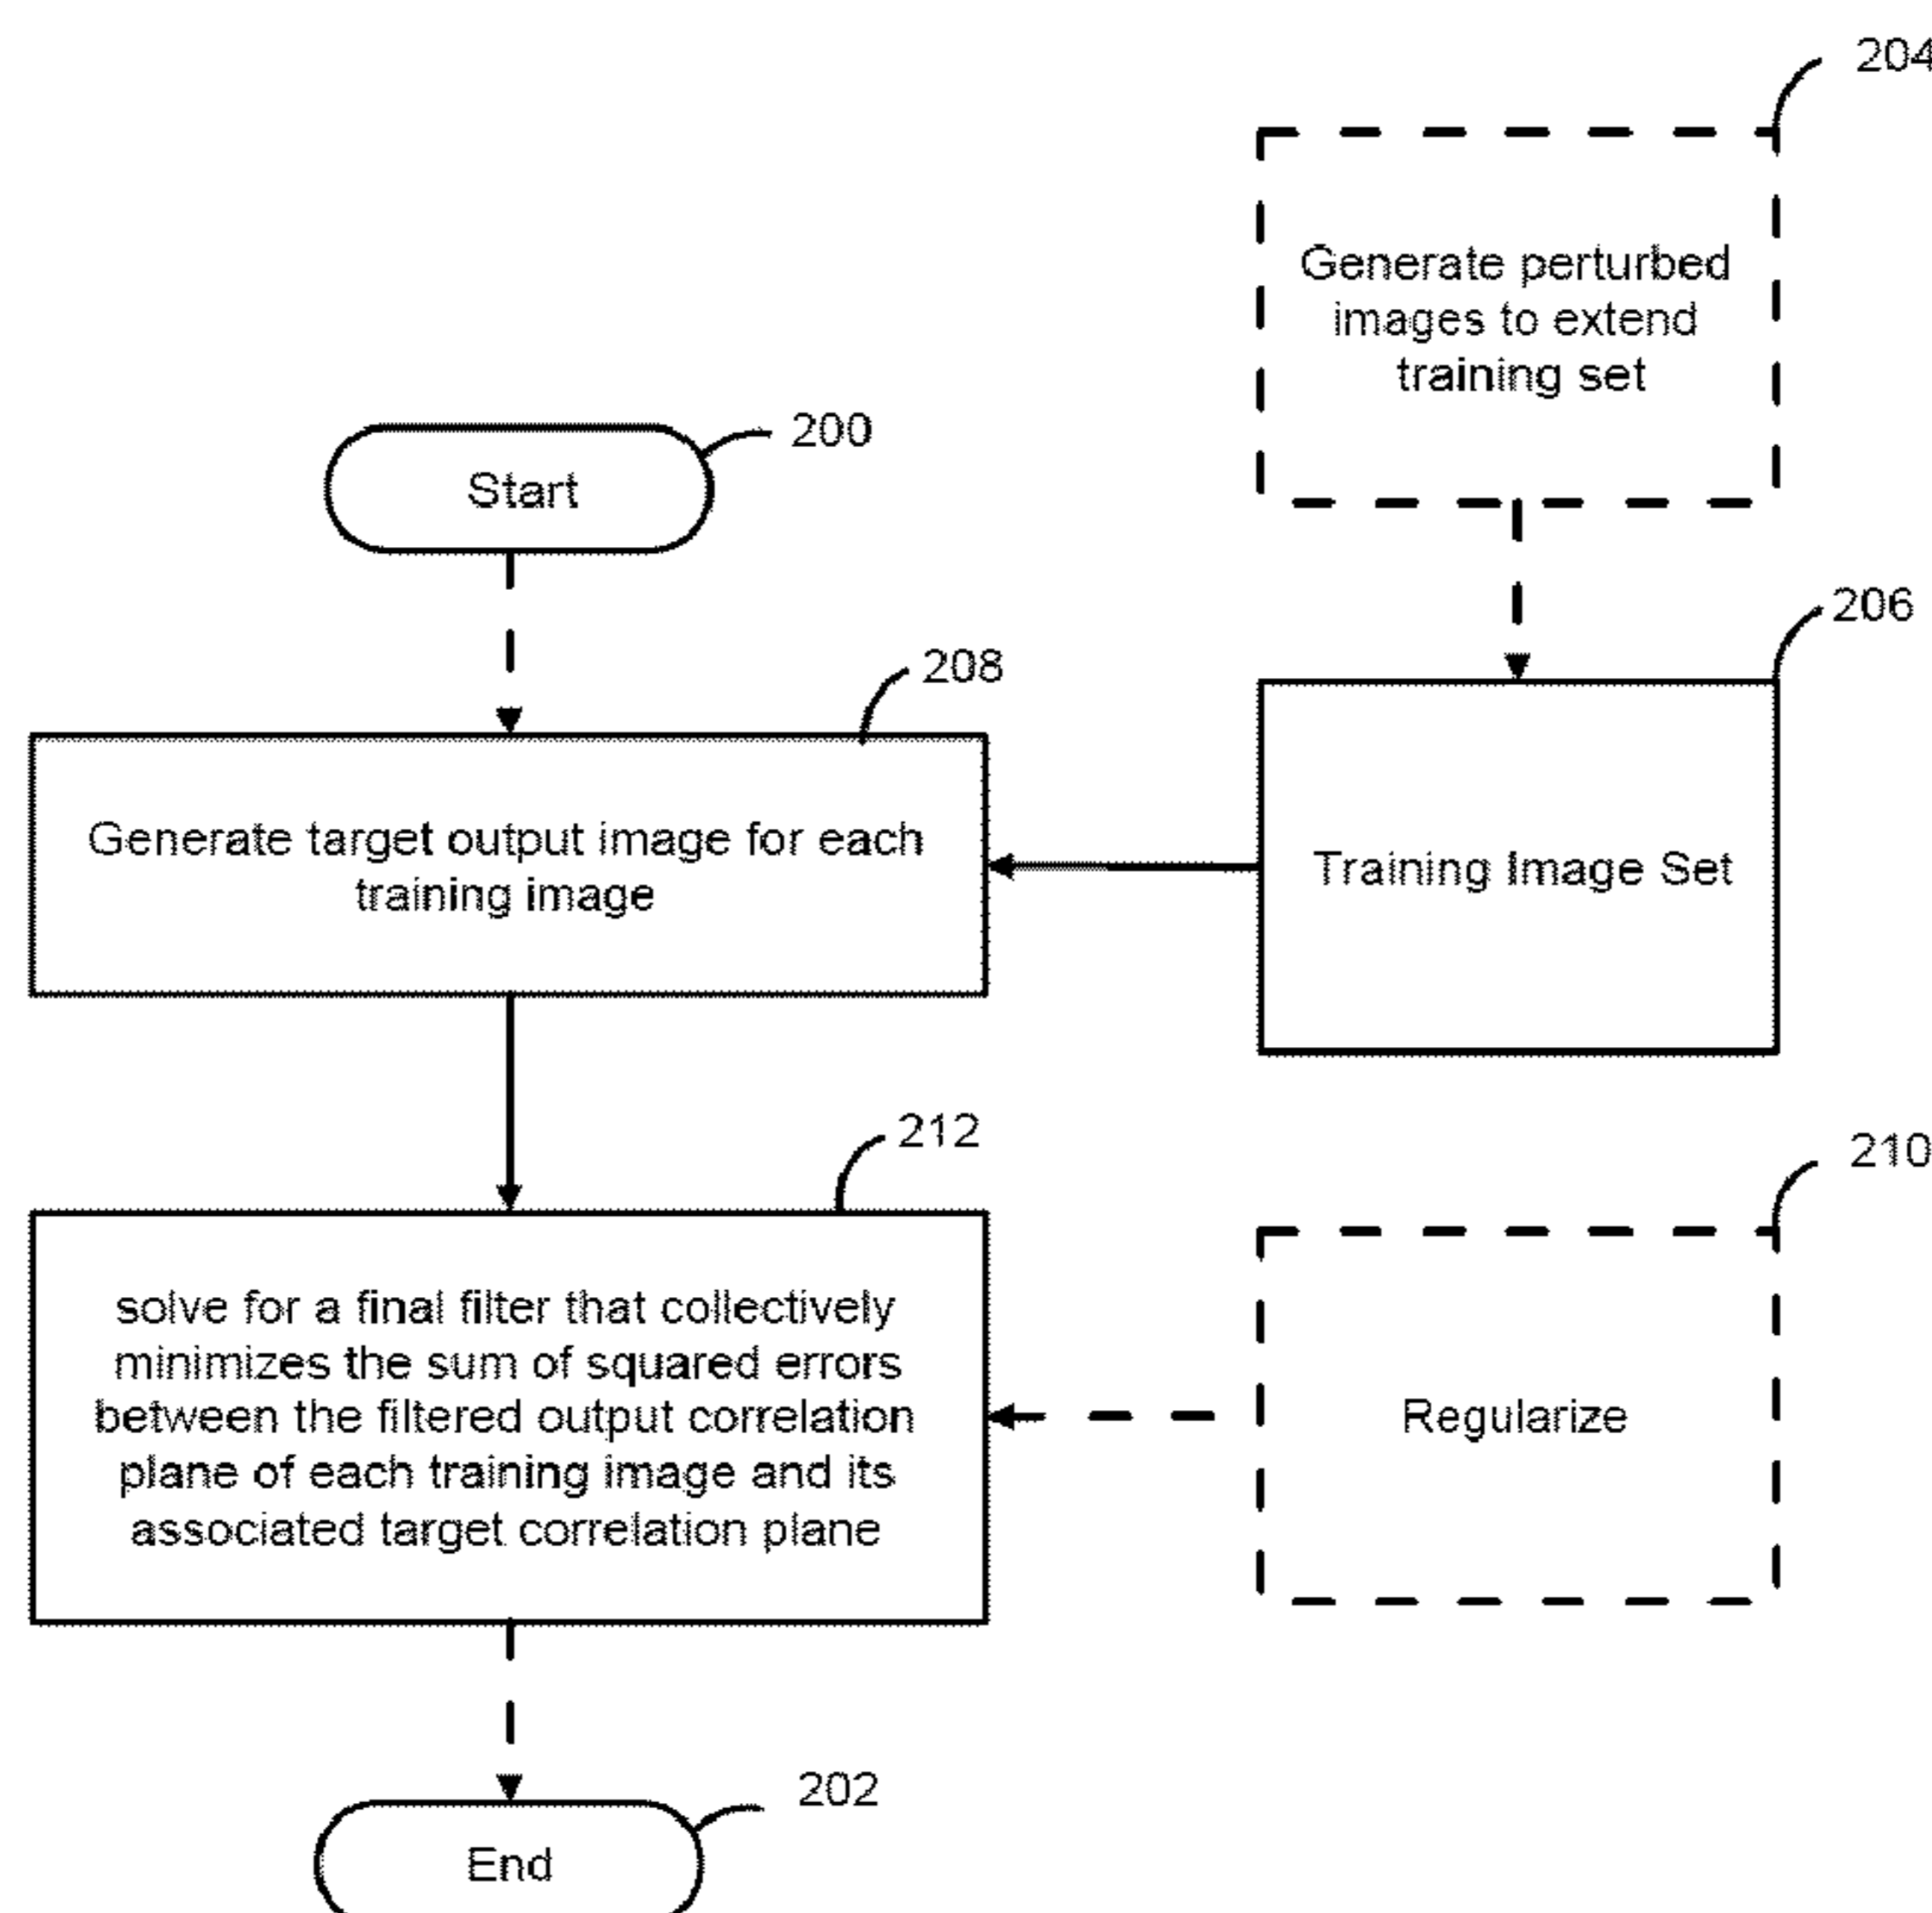 204
Generate perturbed
images to extend
training set
200
Start
206
208
Generate target output image for each
training image
Training Image Set
212
210
solve for a final filter that collectively
minimizes the sum of squared errors
between the filtered output correlation
plane of each training image and its
associated target correlation plane
Regularize
202
End